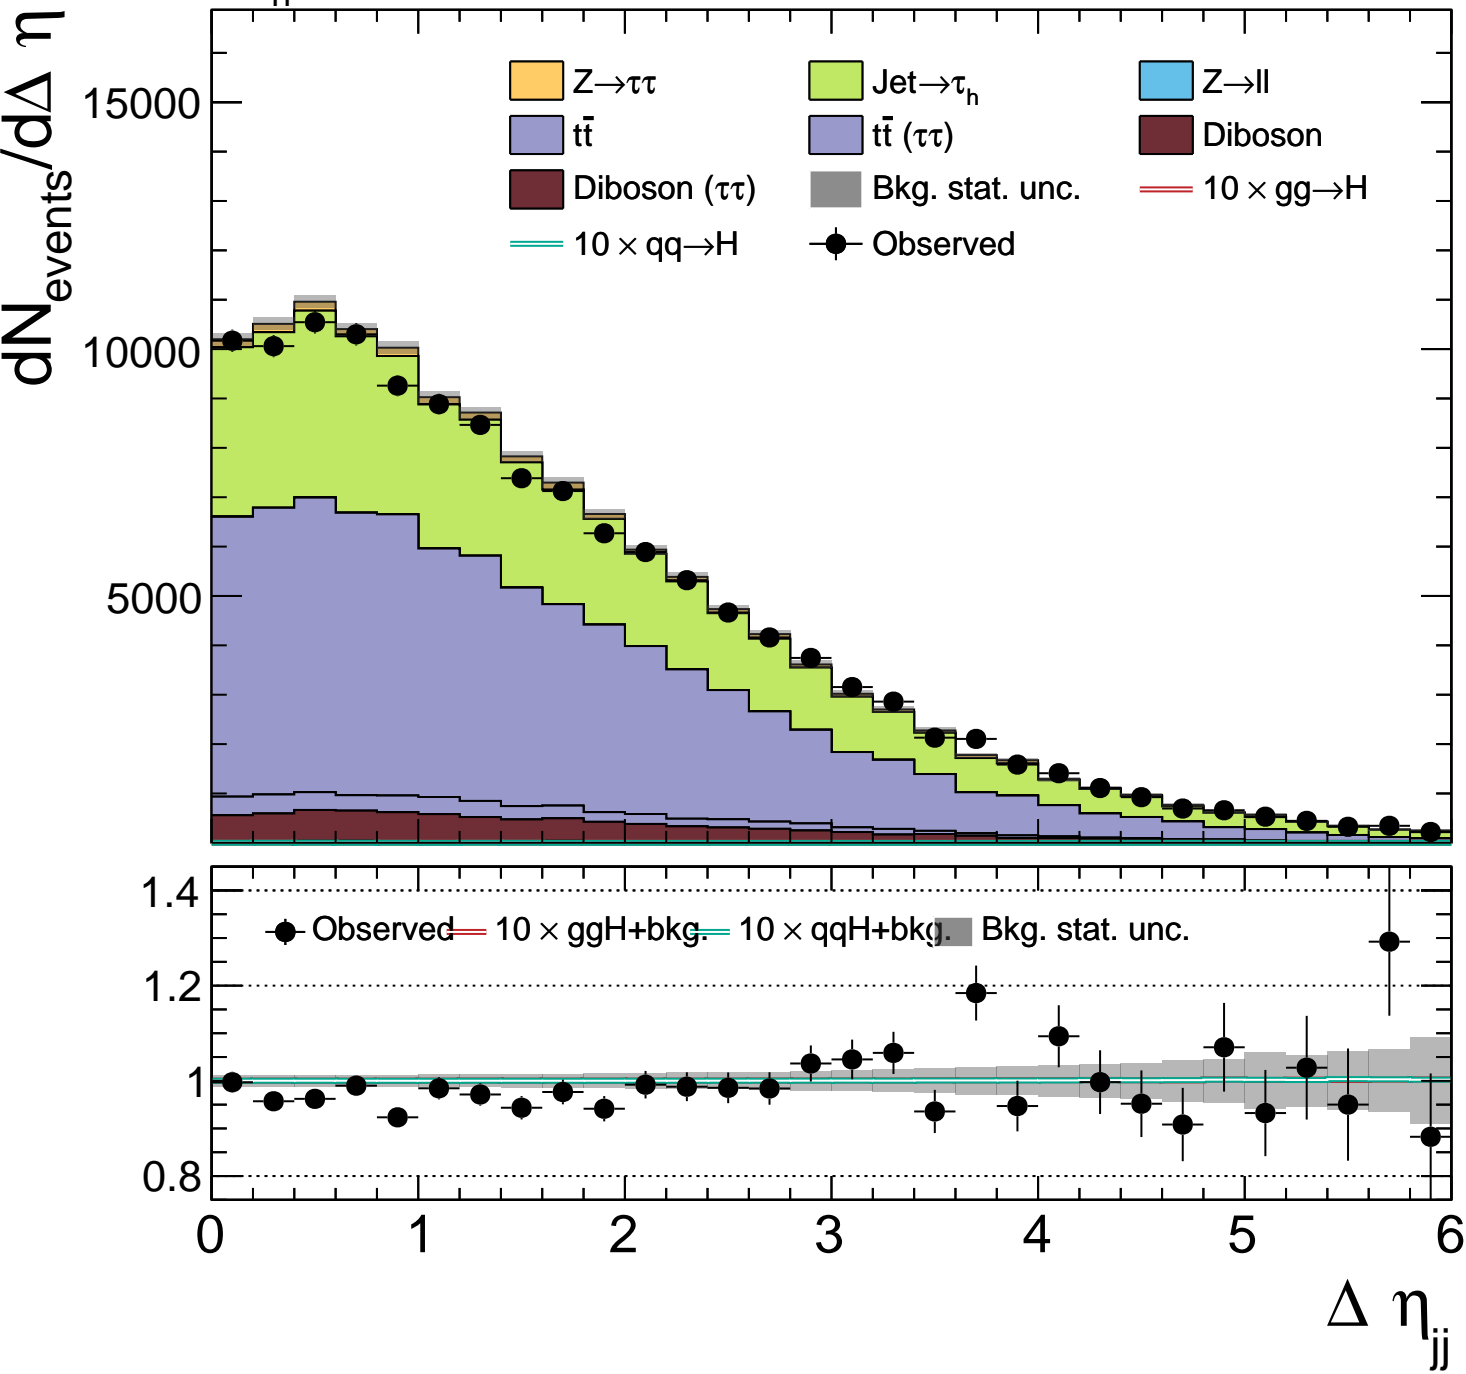 dN_events/dΔ η
15000
10000
5000
Z→ττ
Jet→τ_h
Z→ll
tt̄
tt̄ (ττ)
Diboson
Diboson (ττ)
Bkg. stat. unc.
10 × gg→H
10 × qq→H
Observed
1.4
1.2
1
0.8
Observed
10 × ggH+bkg.
10 × qqH+bkg.
Bkg. stat. unc.
0 1 2 3 4 5 6
Δ η_jj